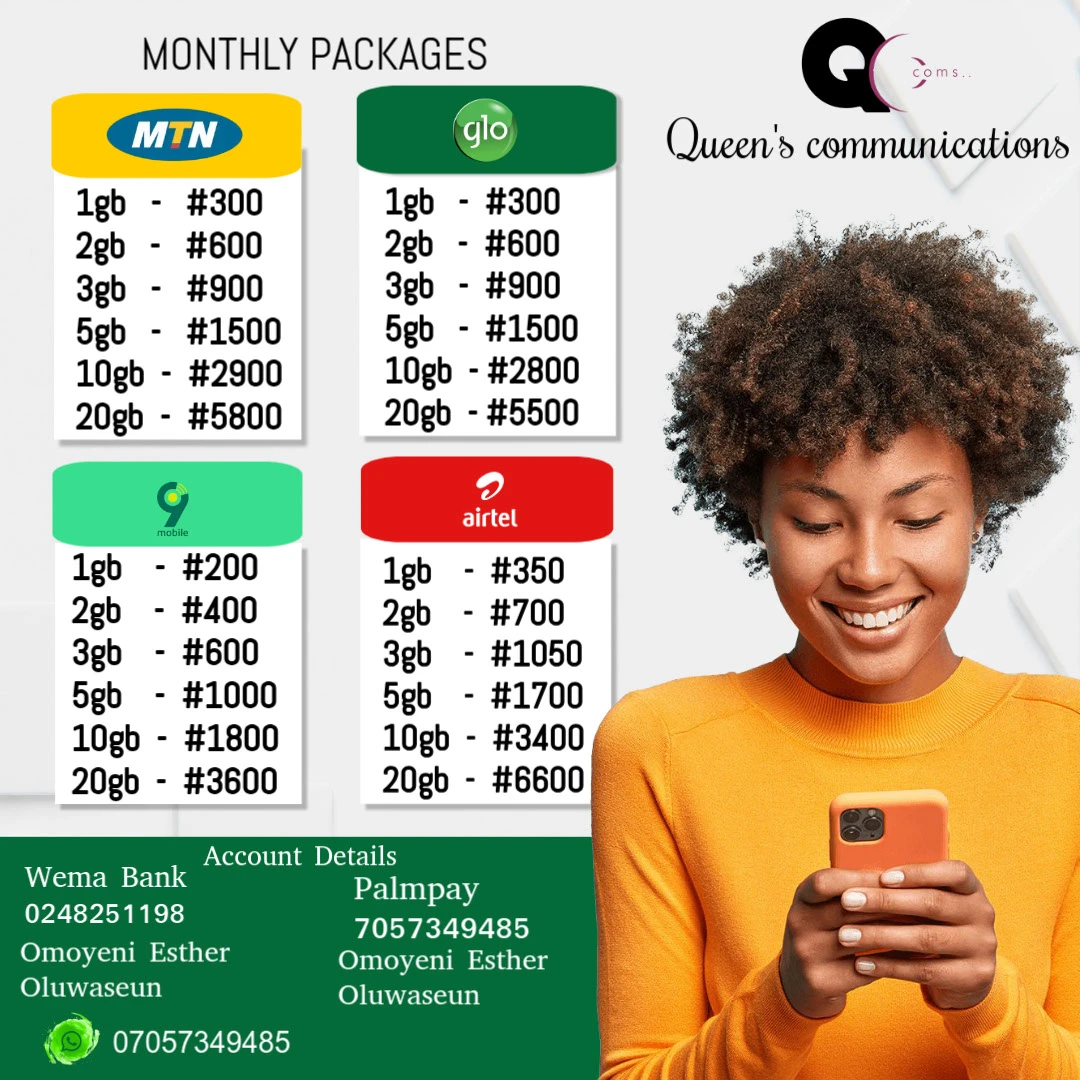 MONTHLY PACKAGES
Q coms..
Queen's communications
MTN
1gb - #300
2gb - #600
3gb - #900
5gb - #1500
10gb - #2900
20gb - #5800
glo
1gb - #300
2gb - #600
3gb - #900
5gb - #1500
10gb - #2800
20gb - #5500
9
mobile
1gb - #200
2gb - #400
3gb - #600
5gb - #1000
10gb - #1800
20gb - #3600
airtel
1gb - #350
2gb - #700
3gb - #1050
5gb - #1700
10gb - #3400
20gb - #6600
Account Details
Wema Bank
0248251198
Omoyeni Esther
Oluwaseun
Palmpay
7057349485
Omoyeni Esther
Oluwaseun
07057349485